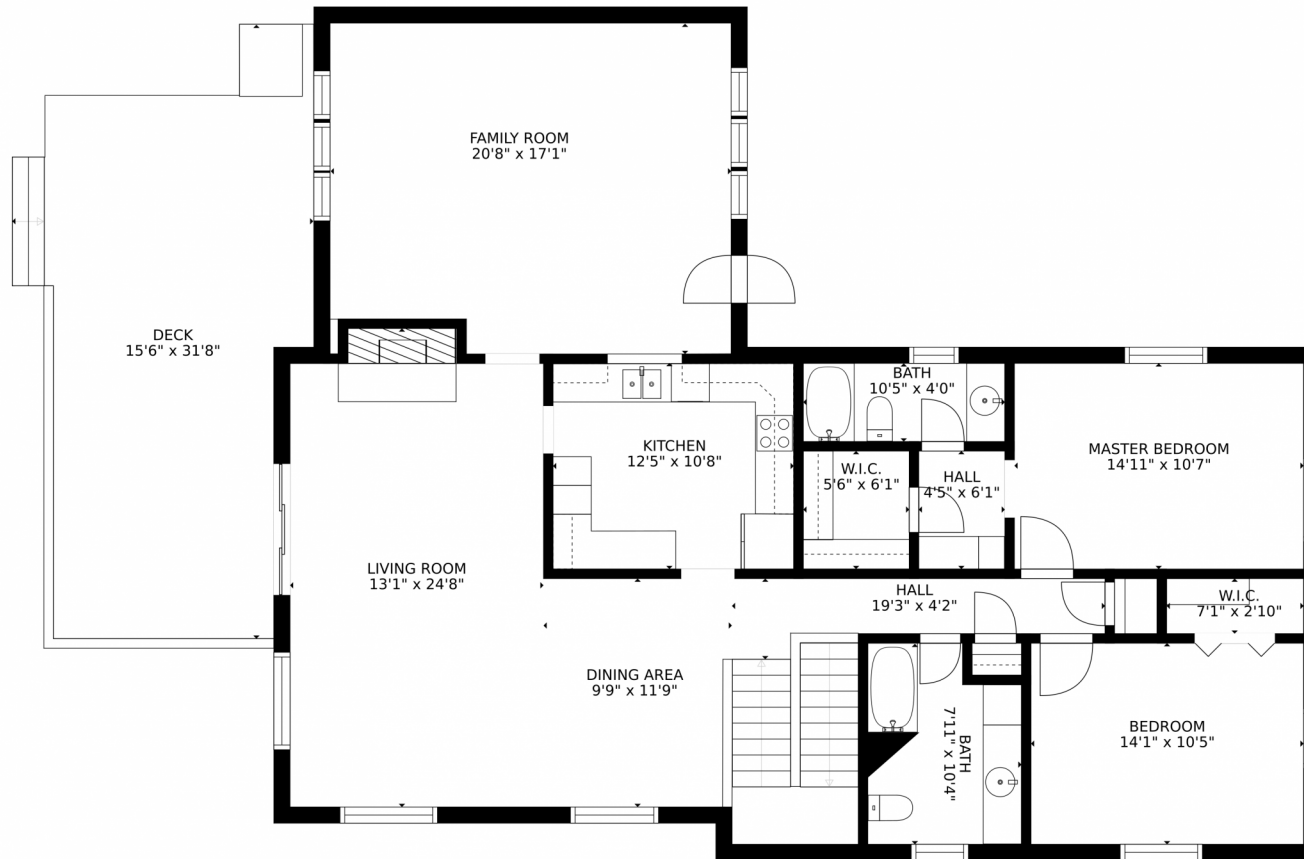 FAMILY ROOM
20'8" x 17'1"
DECK
15'6" x 31'8"
BATH
10'5" x 4'0"
KITCHEN
12'5" x 10'8"
W.I.C.
5'6" x 6'1"
HALL
4'5" x 6'1"
MASTER BEDROOM
14'11" x 10'7"
LIVING ROOM
13'1" x 24'8"
HALL
19'3" x 4'2"
W.I.C.
7'1" x 2'10"
DINING AREA
9'9" x 11'9"
BATH
7'11" x 10'4"
BEDROOM
14'1" x 10'5"